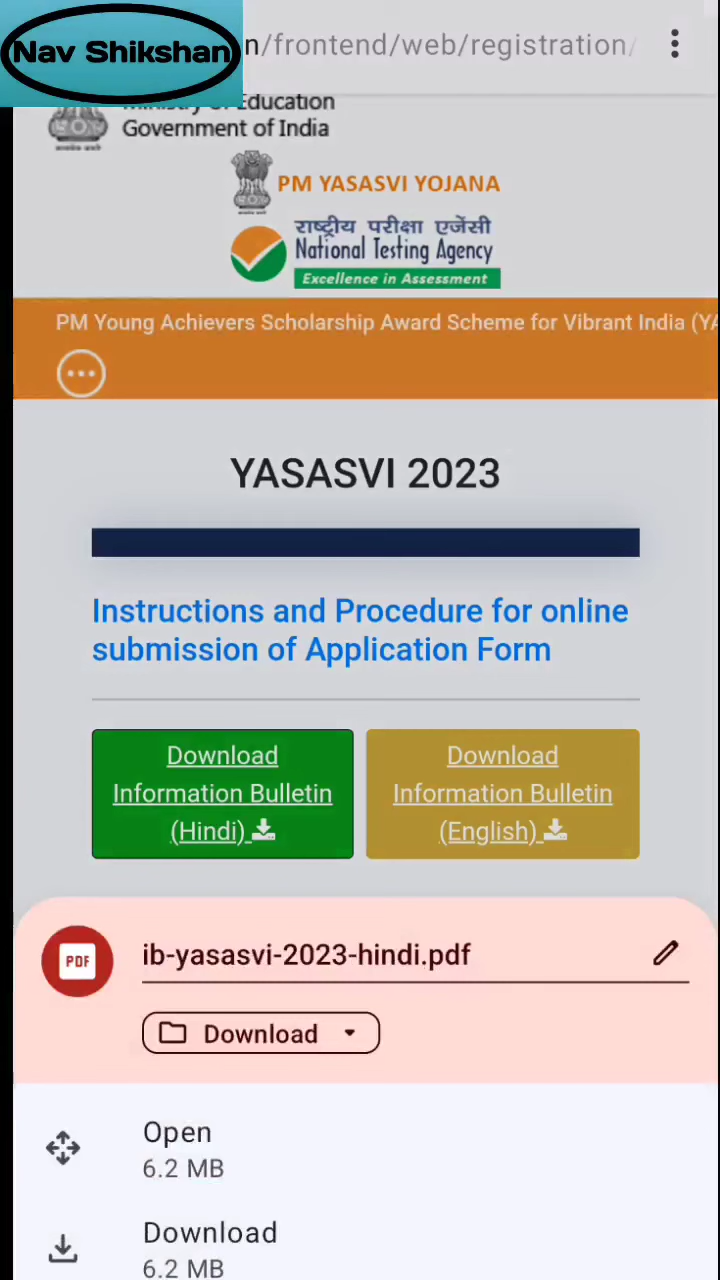 Nav Shikshan
n/frontend/web/registration/
Ministry of Education
Government of India
PM YASASVI YOJANA
राष्ट्रीय परीक्षा एजेंसी
National Testing Agency
Excellence in Assessment
PM Young Achievers Scholarship Award Scheme for Vibrant India (YA
YASASVI 2023
Instructions and Procedure for online
submission of Application Form
Download
Information Bulletin
(Hindi)
Download
Information Bulletin
(English)
PDF
ib-yasasvi-2023-hindi.pdf
Download
Open
6.2 MB
Download
6.2 MB